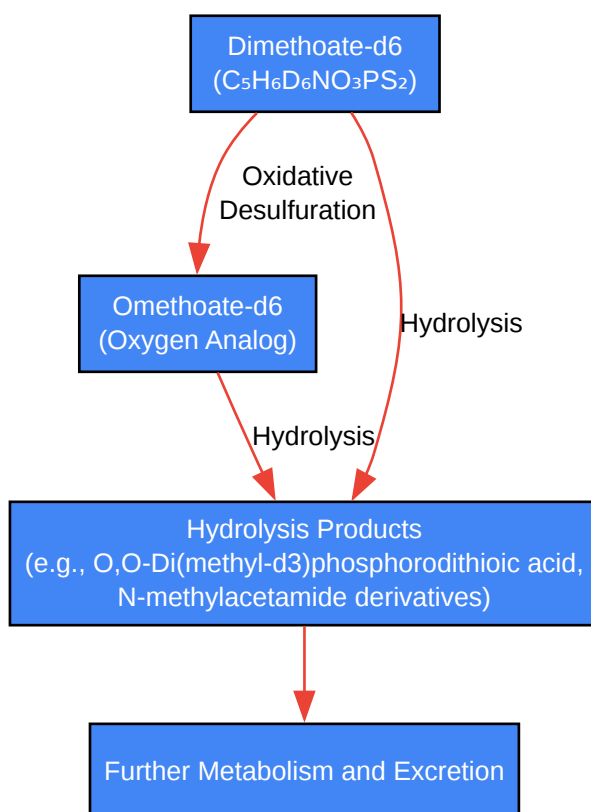 Dimethoate-d6
(C₅H₆D₆NO₃PS₂)
Oxidative
Desulfuration
Omethoate-d6
(Oxygen Analog)
Hydrolysis
Hydrolysis
Hydrolysis Products
(e.g., O,O-Di(methyl-d3)phosphorodithioic acid,
N-methylacetamide derivatives)
Further Metabolism and Excretion